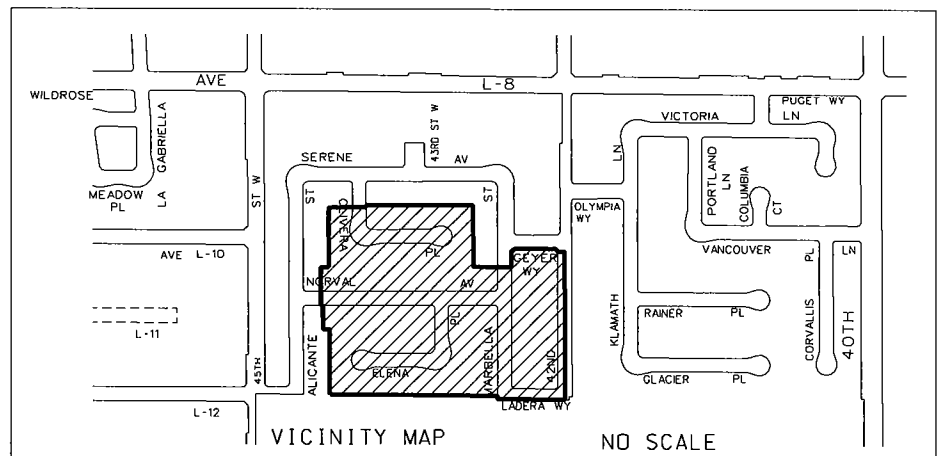 AVE
L-8
WILDROSE
PUGET WY
LN
VICTORIA
LA GABRIELLA
43RD ST W
SERENE
AV
LN
PORTLAND
LN
COLUMBIA
CT
MEADOW
PL
ST W
ST
OLIVERA
ST
OLYMPIA
WY
AVE L-10
PL
GEYER
WY
VANCOUVER
PL
LN
NORVAL
AV
L-11
PL
KLAMATH
RAINER
PL
CORVALLIS
40TH
45TH
ALICANTE
ELENA
MARBELLA
42ND
GLACIER
PL
L-12
LADERA WY
VICINITY MAP
NO SCALE